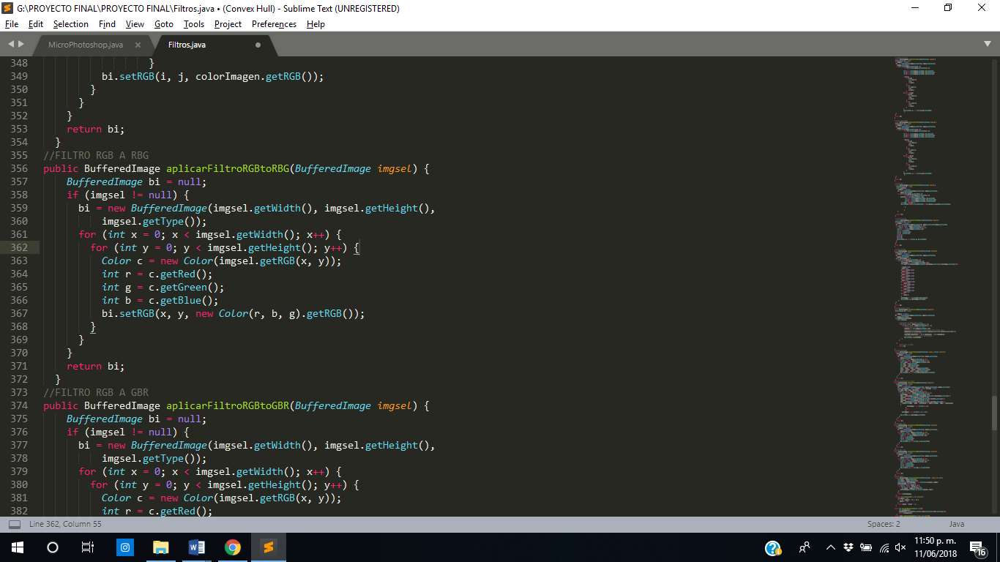 G:\PROYECTO FINAL\PROYECTO FINAL\Filtros.java • (Convex Hull) - Sublime Text (UNREGISTERED)
File Edit Selection Find View Goto Tools Project Preferences Help
MicroPhotoshop.java Filtros.java
348 }
349 bi.setRGB(i, j, colorImagen.getRGB());
350 }
351 }
352 }
353 return bi;
354 }
355 //FILTRO RGB A RBG
356 public BufferedImage aplicarFiltroRGBtoRBG(BufferedImage imgsel) {
357 BufferedImage bi = null;
358 if (imgsel != null) {
359 bi = new BufferedImage(imgsel.getWidth(), imgsel.getHeight(),
360 imgsel.getType());
361 for (int x = 0; x < imgsel.getWidth(); x++) {
362 for (int y = 0; y < imgsel.getHeight(); y++) {
363 Color c = new Color(imgsel.getRGB(x, y));
364 int r = c.getRed();
365 int g = c.getGreen();
366 int b = c.getBlue();
367 bi.setRGB(x, y, new Color(r, b, g).getRGB());
368 }
369 }
370 }
371 return bi;
372 }
373 //FILTRO RGB A GBR
374 public BufferedImage aplicarFiltroRGBtoGBR(BufferedImage imgsel) {
375 BufferedImage bi = null;
376 if (imgsel != null) {
377 bi = new BufferedImage(imgsel.getWidth(), imgsel.getHeight(),
378 imgsel.getType());
379 for (int x = 0; x < imgsel.getWidth(); x++) {
380 for (int y = 0; y < imgsel.getHeight(); y++) {
381 Color c = new Color(imgsel.getRGB(x, y));
382 int r = c.getRed();
Line 362, Column 55 Spaces: 2 Java
11:50 p. m.
11/06/2018
16